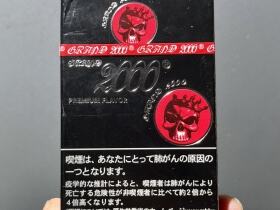 GRAND 2000 GRAND 2000
GRAND 2000
GRAND
2000®
PREMIUM FLAVOR
喫煙は、あなたにとって肺がんの原因の
一つとなります。
疫学的な推計によると、喫煙者は肺がんにより
死亡する危険性が非喫煙者に比べて約2倍から
4倍高くなります。